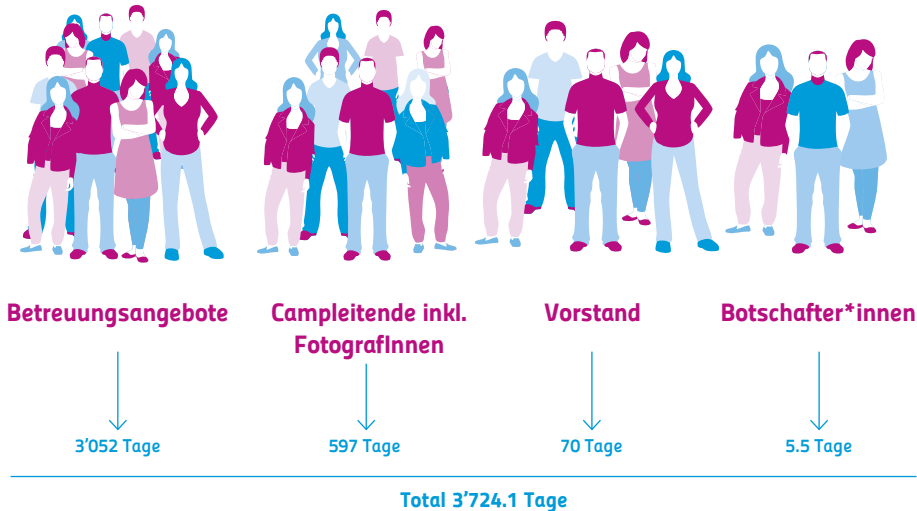 Betreuungsangebote
Campleitende inkl.
FotografInnen
Vorstand
Botschafter*innen
3’052 Tage
597 Tage
70 Tage
5.5 Tage
Total 3’724.1 Tage